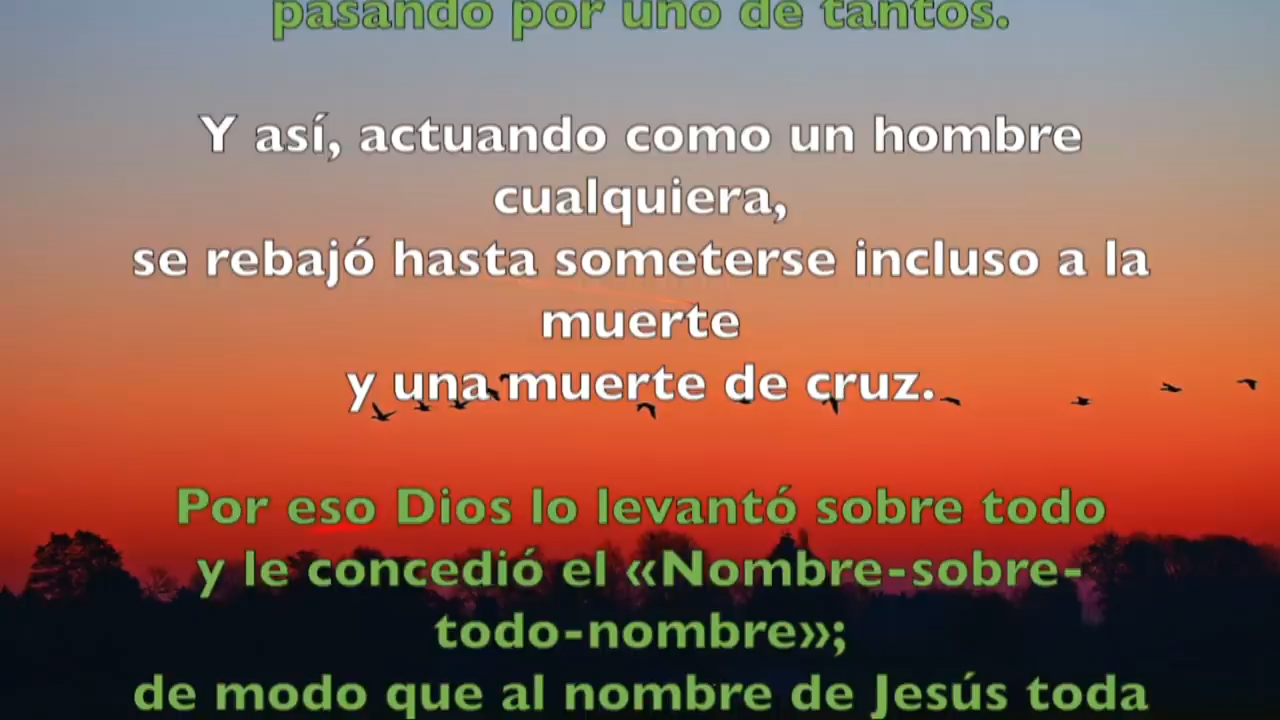 pasando por uno de tantos.
Y así, actuando como un hombre
cualquiera,
se rebajó hasta someterse incluso a la
muerte
y una muerte de cruz.
Por eso Dios lo levantó sobre todo
y le concedió el «Nombre-sobre-
todo-nombre»;
de modo que al nombre de Jesús toda